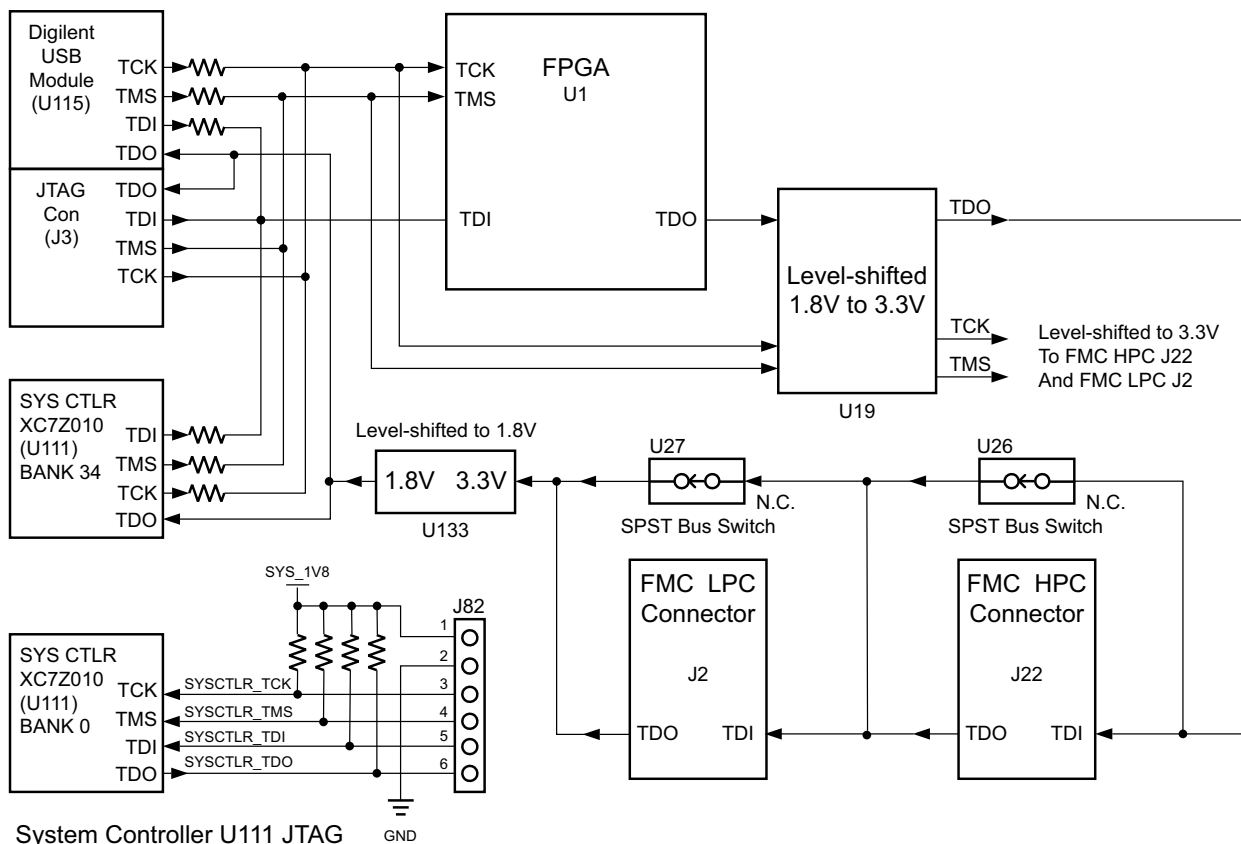 Digilent
USB
Module
(U115)
TCK
TMS
TDI
TDO
JTAG
Con
(J3)
TDO
TDI
TMS
TCK
FPGA
U1
TCK
TMS
TDI
TDO
Level-shifted
1.8V to 3.3V
U19
TDO
TCK
TMS
Level-shifted to 3.3V
To FMC HPC J22
And FMC LPC J2
SYS CTLR
XC7Z010
(U111)
BANK 34
TDI
TMS
TCK
TDO
Level-shifted to 1.8V
1.8V 3.3V
U133
U27
N.C.
SPST Bus Switch
U26
N.C.
SPST Bus Switch
FMC LPC
Connector
J2
TDO TDI
FMC HPC
Connector
J22
TDO TDI
SYS_1V8
J82
1
2
3
4
5
6
SYS CTLR
XC7Z010
(U111)
BANK 0
TCK
TMS
TDI
TDO
SYSCTLR_TCK
SYSCTLR_TMS
SYSCTLR_TDI
SYSCTLR_TDO
GND
System Controller U111 JTAG